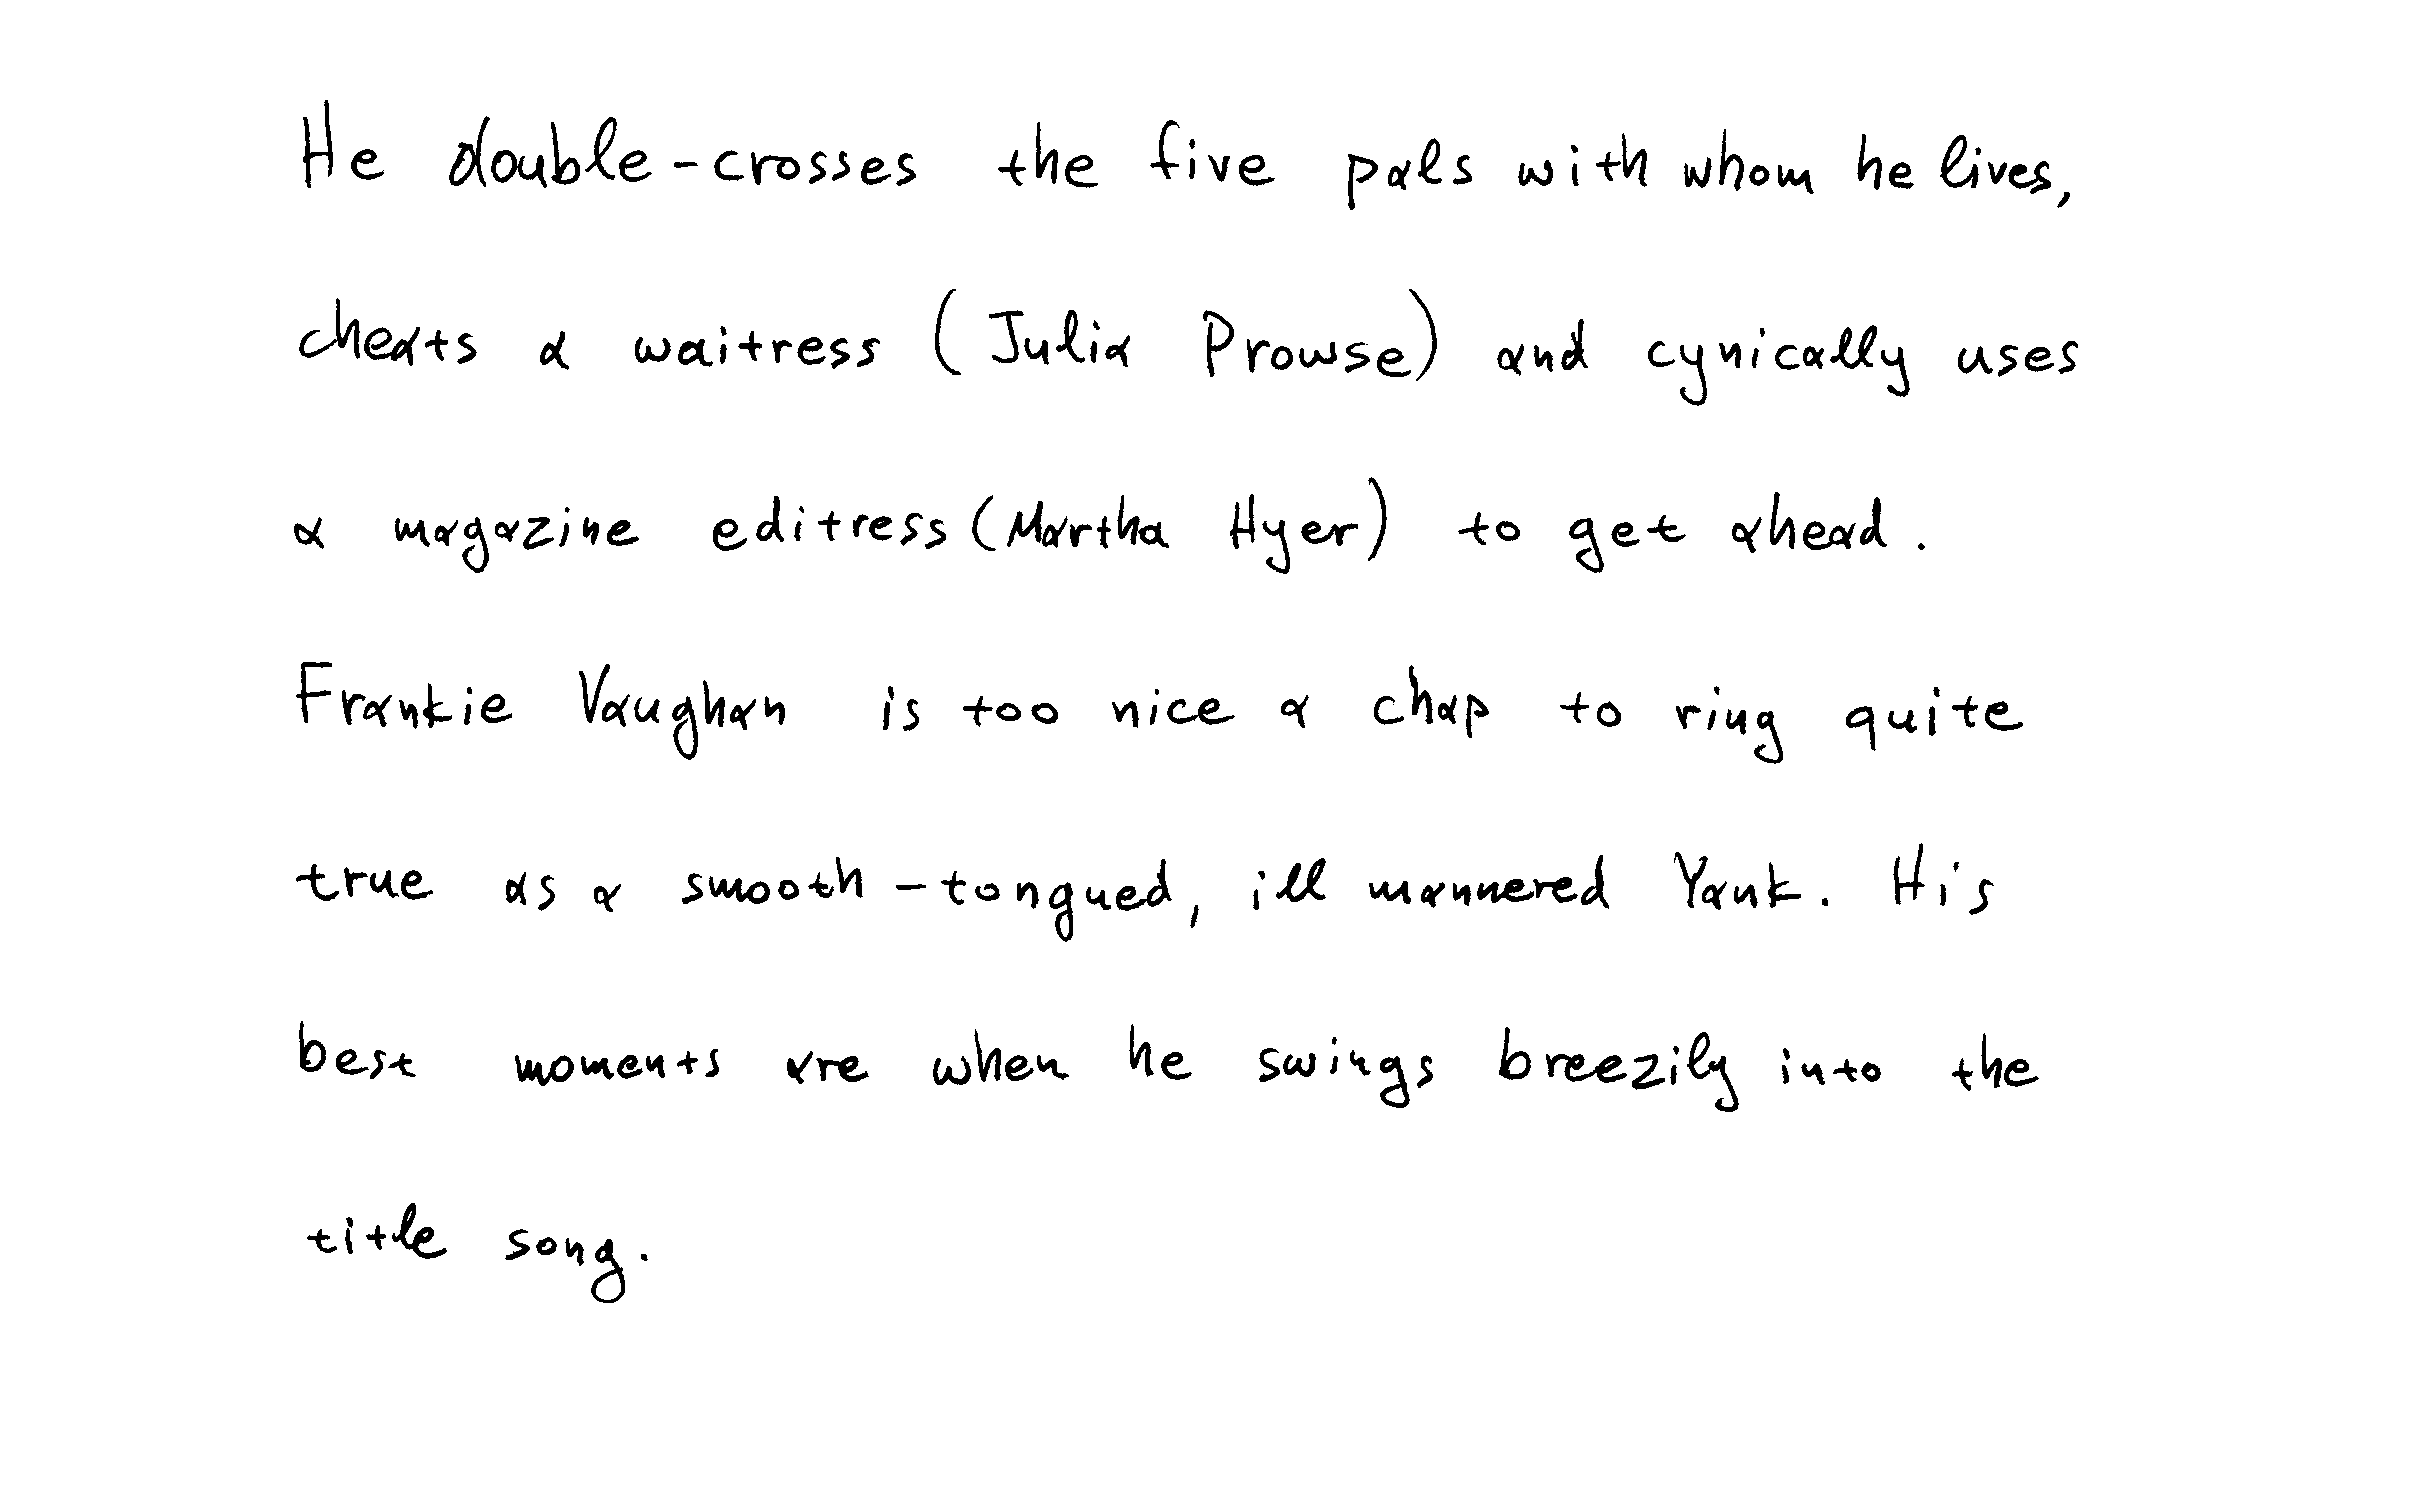 He double-crosses the five pals with whom he lives,
cheats a waitress (Julia Prowse) and cynically uses
a magazine editress (Martha Hyer) to get ahead.
Frankie Vaughan is too nice a chap to ring quite
true as a smooth-tongued, ill mannered Yank. His
best moments are when he swings breezily into the
title song.